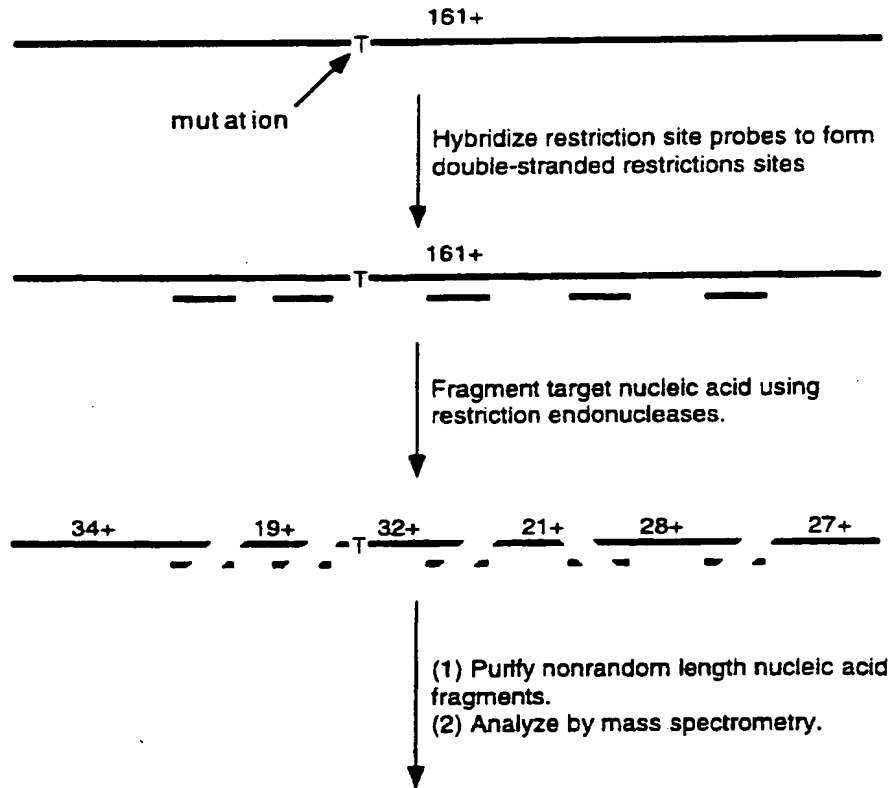 161+
T
mutation
Hybridize restriction site probes to form
double-stranded restrictions sites
161+
T
Fragment target nucleic acid using
restriction endonucleases.
34+ 19+ 32+ 21+ 28+ 27+
T
(1) Purify nonrandom length nucleic acid
fragments.
(2) Analyze by mass spectrometry.